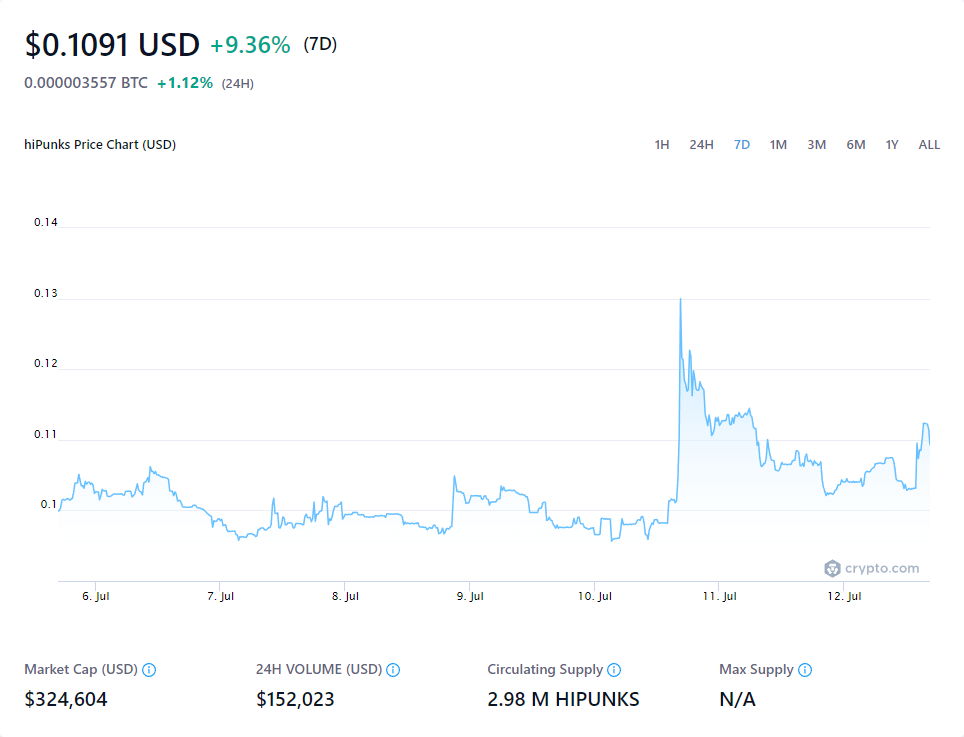 $0.1091 USD +9.36% (7D)
0.000003557 BTC +1.12% (24H)
hiPunks Price Chart (USD) 1H 24H 7D 1M 3M 6M 1Y ALL
0.14
0.13
0.12
0.11
0.1
crypto.com
6. Jul 7. Jul 8. Jul 9. Jul 10. Jul 11. Jul 12. Jul
Market Cap (USD) 24H VOLUME (USD) Circulating Supply Max Supply
$324,604 $152,023 2.98 M HIPUNKS N/A